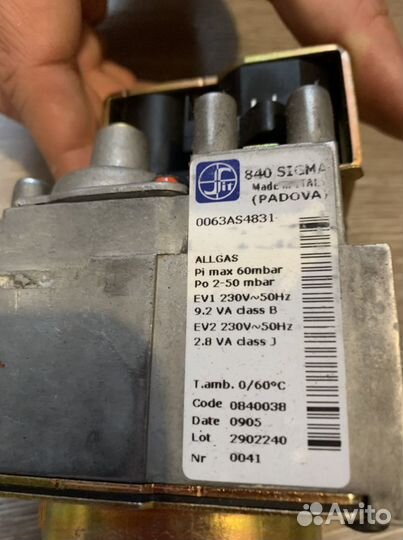 sit
840 SIGMA
Made in ITALY
(PADOVA)
0063AS4831
ALLGAS
Pi max 60mbar
Po 2-50 mbar
EV1 230V~50Hz
9.2 VA class B
EV2 230V~50Hz
2.8 VA class J
T.amb. 0/60°C
Code 0840038
Date 0905
Lot 2902240
Nr 0041
Avito